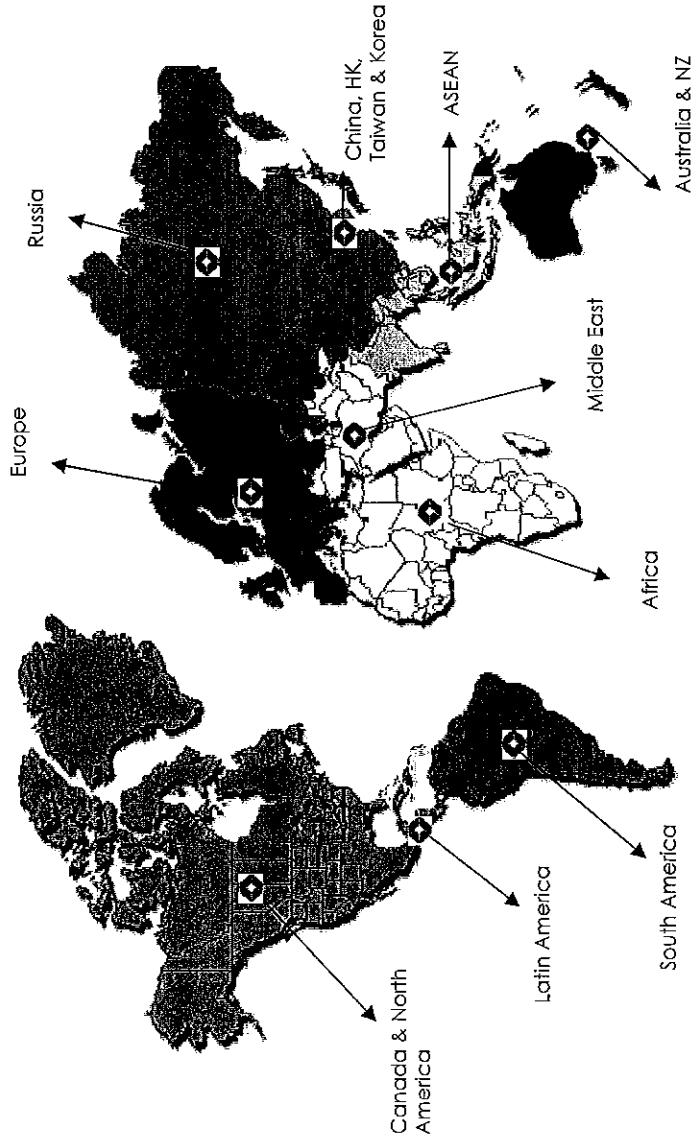 Canada & North
America
Latin America
South America
Europe
Africa
Middle East
Russia
China, HK,
Taiwan & Korea
ASEAN
Australia & NZ